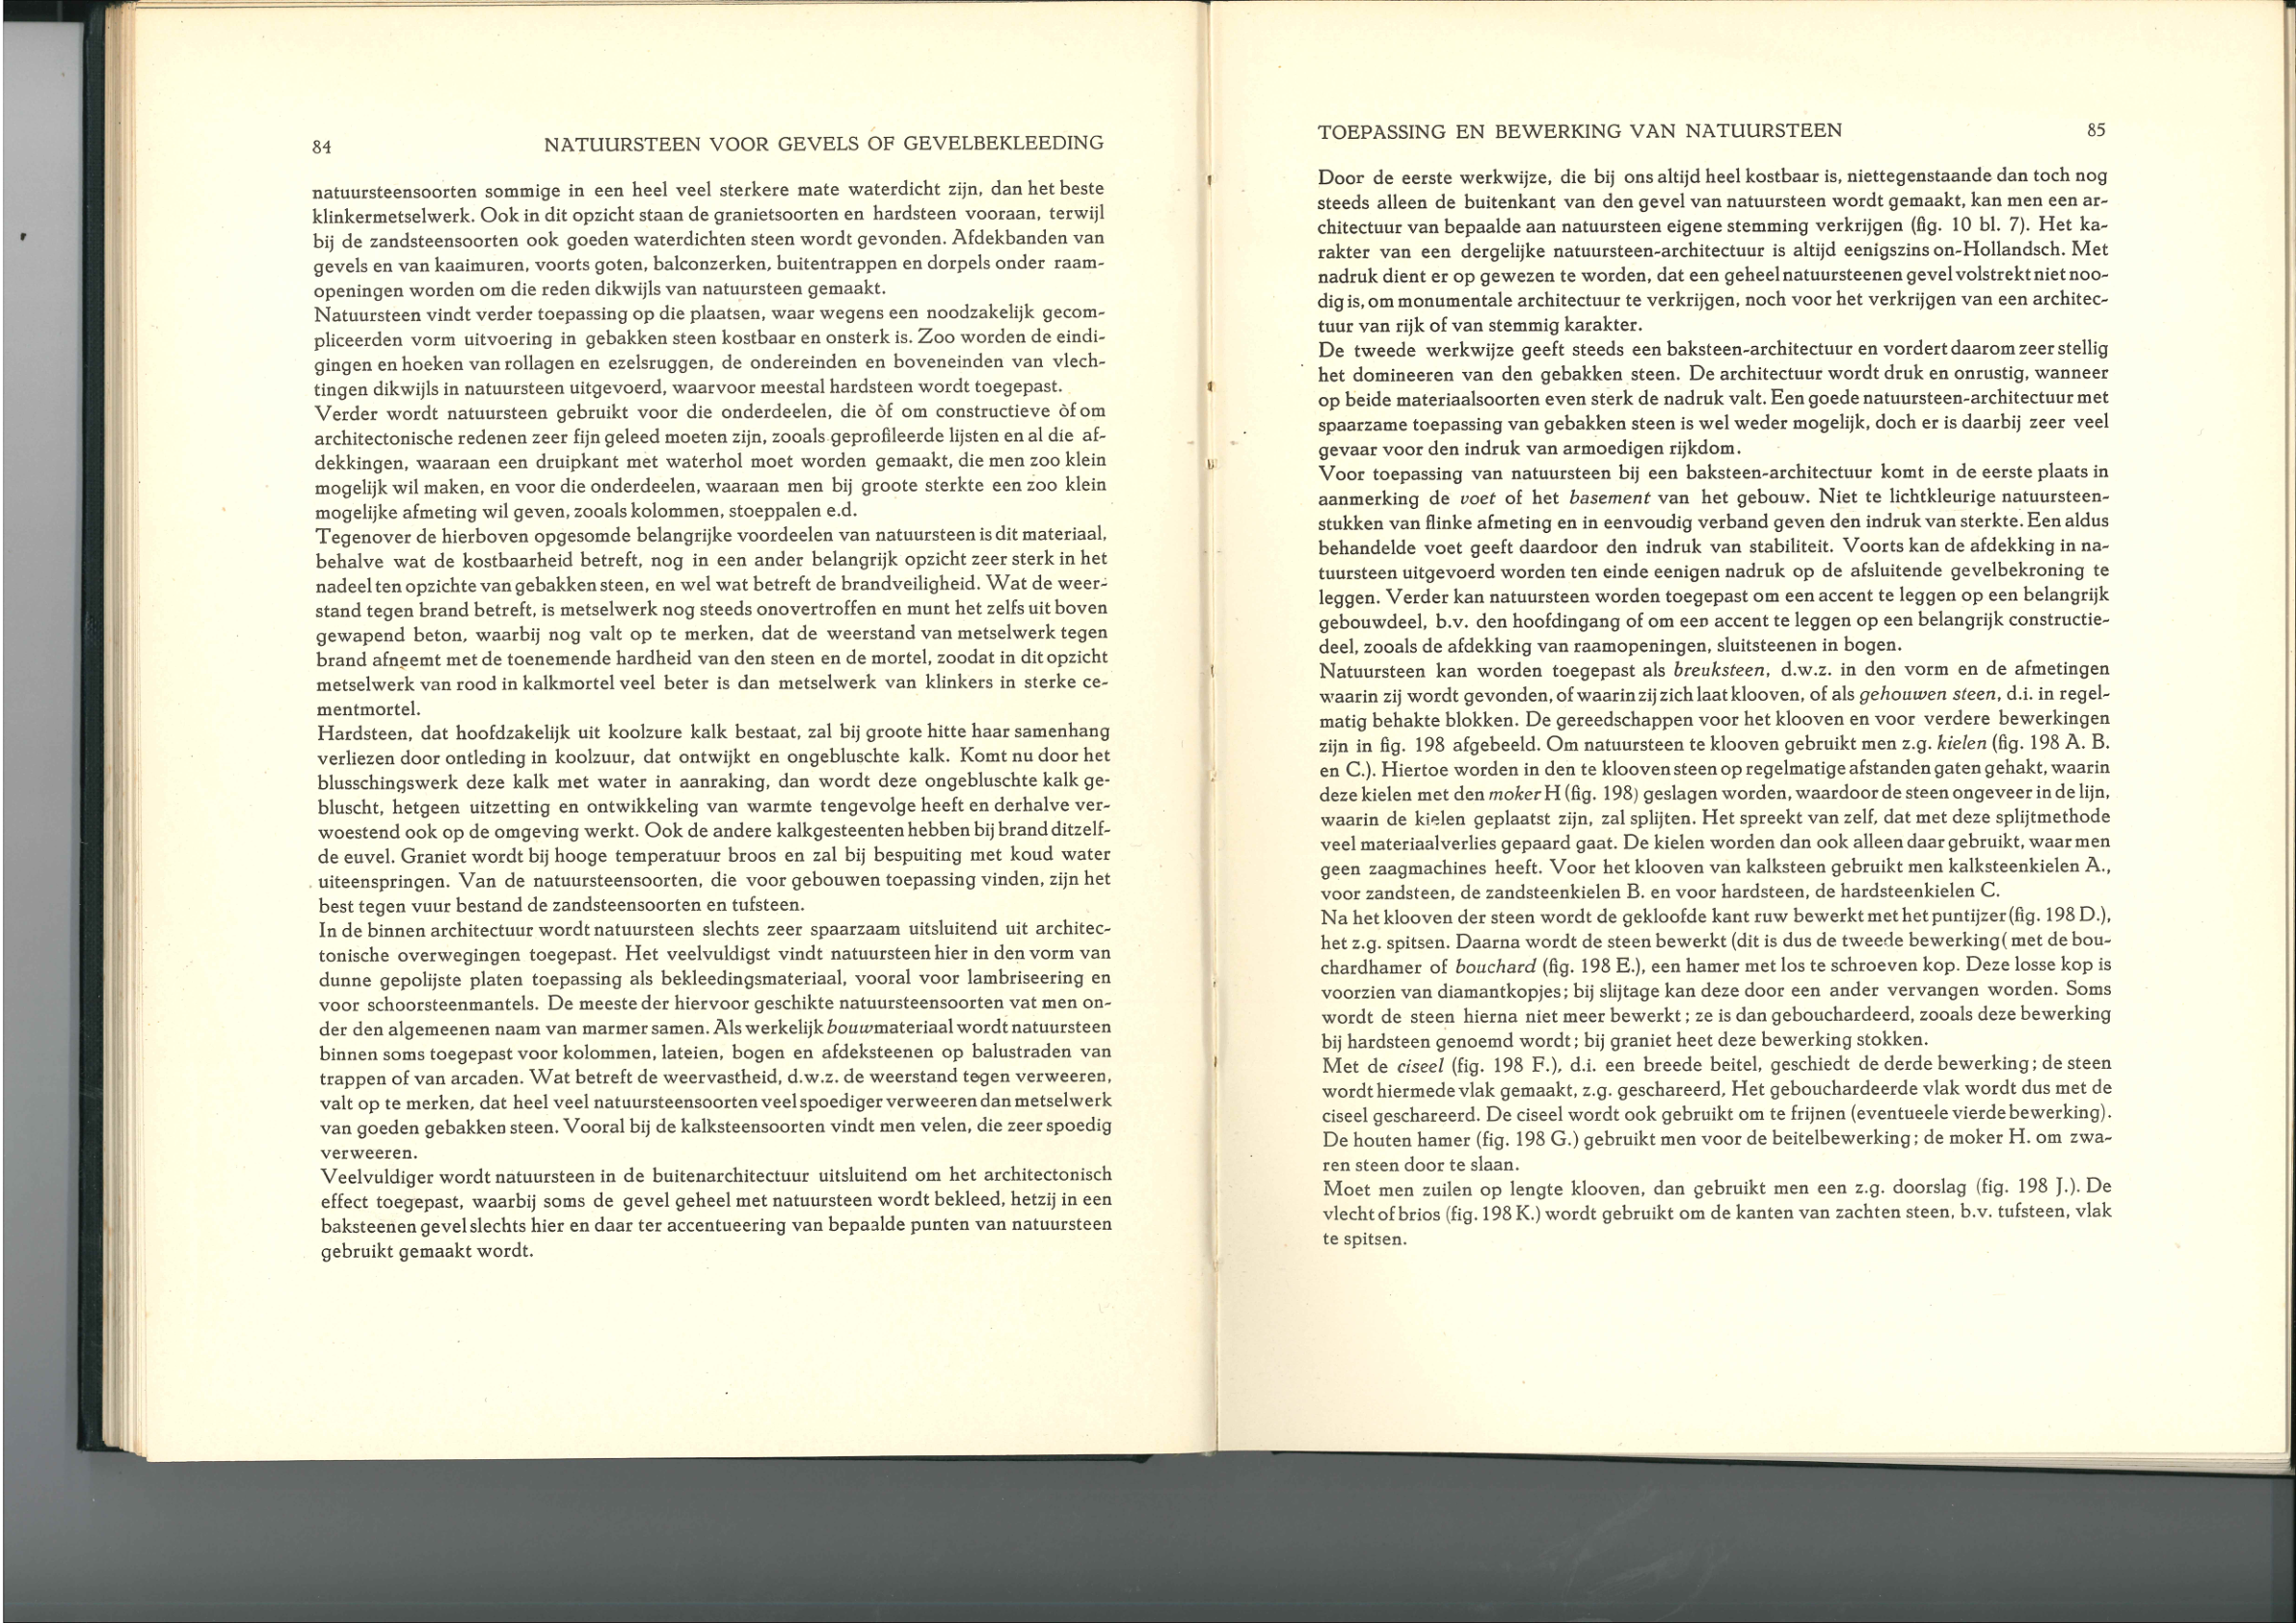 84 NATUURSTEEN VOOR GEVELS OF GEVELBEKLEEDING
natuursteensoorten sommige in een heel veel sterkere mate waterdicht zijn, dan het beste
klinkermetselwerk. Ook in dit opzicht staan de granietsoorten en hardsteen vooraan, terwijl
bij de zandsteensoorten ook goeden waterdichten steen wordt gevonden. Afdekbanden van
gevels en van kaaimuren, voorts goten, balconzerken, buitentrappen en dorpels onder raam-
openingen worden om die reden dikwijls van natuursteen gemaakt.
Natuursteen vindt verder toepassing op die plaatsen, waar wegens een noodzakelijk gecom-
pliceerden vorm uitvoering in gebakken steen kostbaar en onsterk is. Zoo worden de eindi-
gingen en hoeken van rollagen en ezelsruggen, de ondereinden en boveneinden van vlech-
tingen dikwijls in natuursteen uitgevoerd, waarvoor meestal hardsteen wordt toegepast.
Verder wordt natuursteen gebruikt voor die onderdeelen, die òf om constructieve òf om
architectonische redenen zeer fijn geleed moeten zijn, zooals geprofileerde lijsten en al die af-
dekkingen, waaraan een druipkant met waterhol moet worden gemaakt, die men zoo klein
mogelijk wil maken, en voor die onderdeelen, waaraan men bij groote sterkte een zoo klein
mogelijke afmeting wil geven, zooals kolommen, stoeppalen e.d.
Tegenover de hierboven opgesomde belangrijke voordeelen van natuursteen is dit materiaal,
behalve wat de kostbaarheid betreft, nog in een ander belangrijk opzicht zeer sterk in het
nadeel ten opzichte van gebakken steen, en wel wat betreft de brandveiligheid. Wat de weer-
stand tegen brand betreft, is metselwerk nog steeds onovertroffen en munt het zelfs uit boven
gewapend beton, waarbij nog valt op te merken, dat de weerstand van metselwerk tegen
brand afneemt met de toenemende hardheid van den steen en de mortel, zoodat in dit opzicht
metselwerk van rood in kalkmortel veel beter is dan metselwerk van klinkers in sterke ce-
mentmortel.
Hardsteen, dat hoofdzakelijk uit koolzure kalk bestaat, zal bij groote hitte haar samenhang
verliezen door ontleding in koolzuur, dat ontwijkt en ongebluschte kalk. Komt nu door het
blusschingswerk deze kalk met water in aanraking, dan wordt deze ongebluschte kalk ge-
bluscht, hetgeen uitzetting en ontwikkeling van warmte tengevolge heeft en derhalve ver-
woestend ook op de omgeving werkt. Ook de andere kalkgesteenten hebben bij brand ditzelf-
de euvel. Graniet wordt bij hooge temperatuur broos en zal bij bespuiting met koud water
uiteenspringen. Van de natuursteensoorten, die voor gebouwen toepassing vinden, zijn het
best tegen vuur bestand de zandsteensoorten en tufsteen.
In de binnen architectuur wordt natuursteen slechts zeer spaarzaam uitsluitend uit architec-
tonische overwegingen toegepast. Het veelvuldigst vindt natuursteen hier in den vorm van
dunne gepolijste platen toepassing als bekleedingsmateriaal, vooral voor lambriseering en
voor schoorsteenmantels. De meeste der hiervoor geschikte natuursteensoorten vat men on-
der den algemeenen naam van marmer samen. Als werkelijk bouwmateriaal wordt natuursteen
binnen soms toegepast voor kolommen, lateien, bogen en afdeksteenen op balustraden van
trappen of van arcaden. Wat betreft de weervastheid, d.w.z. de weerstand tegen verweeren,
valt op te merken, dat heel veel natuursteensoorten veel spoediger verweeren dan metselwerk
van goeden gebakken steen. Vooral bij de kalksteensoorten vindt men velen, die zeer spoedig
verweeren.
Veelvuldiger wordt natuursteen in de buitenarchitectuur uitsluitend om het architectonisch
effect toegepast, waarbij soms de gevel geheel met natuursteen wordt bekleed, hetzij in een
baksteenen gevel slechts hier en daar ter accentueering van bepaalde punten van natuursteen
gebruikt gemaakt wordt.
TOEPASSING EN BEWERKING VAN NATUURSTEEN 85
Door de eerste werkwijze, die bij ons altijd heel kostbaar is, niettegenstaande dan toch nog
steeds alleen de buitenkant van den gevel van natuursteen wordt gemaakt, kan men een ar-
chitectuur van bepaalde aan natuursteen eigene stemming verkrijgen (fig. 10 bl. 7). Het ka-
rakter van een dergelijke natuursteen-architectuur is altijd eenigszins on-Hollandsch. Met
nadruk dient er op gewezen te worden, dat een geheel natuursteenen gevel volstrekt niet noo-
dig is, om monumentale architectuur te verkrijgen, noch voor het verkrijgen van een architec-
tuur van rijk of van stemmig karakter.
De tweede werkwijze geeft steeds een baksteen-architectuur en vordert daarom zeer stellig
het domineeren van den gebakken steen. De architectuur wordt druk en onrustig, wanneer
op beide materiaalsoorten even sterk de nadruk valt. Een goede natuursteen-architectuur met
spaarzame toepassing van gebakken steen is wel weder mogelijk, doch er is daarbij zeer veel
gevaar voor den indruk van armoedigen rijkdom.
Voor toepassing van natuursteen bij een baksteen-architectuur komt in de eerste plaats in
aanmerking de voet of het basement van het gebouw. Niet te lichtkleurige natuursteen-
stukken van flinke afmeting en in eenvoudig verband geven den indruk van sterkte. Een aldus
behandelde voet geeft daardoor den indruk van stabiliteit. Voorts kan de afdekking in na-
tuursteen uitgevoerd worden ten einde eenigen nadruk op de afsluitende gevelbekroning te
leggen. Verder kan natuursteen worden toegepast om een accent te leggen op een belangrijk
gebouwdeel, b.v. den hoofdingang of om een accent te leggen op een belangrijk constructie-
deel, zooals de afdekking van raamopeningen, sluitsteenen in bogen.
Natuursteen kan worden toegepast als breuksteen, d.w.z. in den vorm en de afmetingen
waarin zij wordt gevonden, of waarin zij zich laat klooven, of als gehouwen steen, d.i. in regel-
matig behakte blokken. De gereedschappen voor het klooven en voor verdere bewerkingen
zijn in fig. 198 afgebeeld. Om natuursteen te klooven gebruikt men z.g. kielen (fig. 198 A. B.
en C.). Hiertoe worden in den te klooven steen op regelmatige afstanden gaten gehakt, waarin
deze kielen met den moker H (fig. 198) geslagen worden, waardoor de steen ongeveer in de lijn,
waarin de kielen geplaatst zijn, zal splijten. Het spreekt van zelf, dat met deze splijtmethode
veel materiaalverlies gepaard gaat. De kielen worden dan ook alleen daar gebruikt, waar men
geen zaagmachines heeft. Voor het klooven van kalksteen gebruikt men kalksteenkielen A.,
voor zandsteen, de zandsteenkielen B. en voor hardsteen, de hardsteenkielen C.
Na het klooven der steen wordt de gekloofde kant ruw bewerkt met het puntijzer (fig. 198 D.),
het z.g. spitsen. Daarna wordt de steen bewerkt (dit is dus de tweede bewerking( met de bou-
chardhamer of bouchard (fig. 198 E.), een hamer met los te schroeven kop. Deze losse kop is
voorzien van diamantkopjes; bij slijtage kan deze door een ander vervangen worden. Soms
wordt de steen hierna niet meer bewerkt; ze is dan gebouchardeerd, zooals deze bewerking
bij hardsteen genoemd wordt; bij graniet heet deze bewerking stokken.
Met de ciseel (fig. 198 F.), d.i. een breede beitel, geschiedt de derde bewerking; de steen
wordt hiermede vlak gemaakt, z.g. geschareerd, Het gebouchardeerde vlak wordt dus met de
ciseel geschareerd. De ciseel wordt ook gebruikt om te frijnen (eventueele vierde bewerking).
De houten hamer (fig. 198 G.) gebruikt men voor de beitelbewerking; de moker H. om zwa-
ren steen door te slaan.
Moet men zuilen op lengte klooven, dan gebruikt men een z.g. doorslag (fig. 198 J.). De
vlecht of brios (fig. 198 K.) wordt gebruikt om de kanten van zachten steen, b.v. tufsteen, vlak
te spitsen.